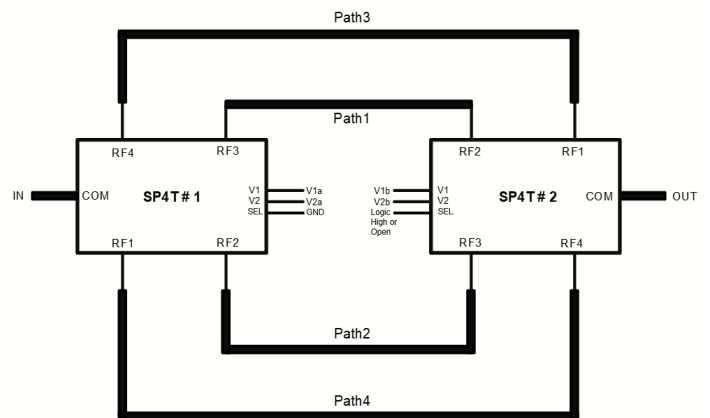 Path3
Path1
RF4
RF3
RF2
RF1
IN
COM
SP4T # 1
V1
V1a
V2
V2a
SEL
GND
V1b
V1
V2b
V2
Logic
High or
Open
SEL
SP4T # 2
COM
OUT
RF1
RF2
RF3
RF4
Path2
Path4